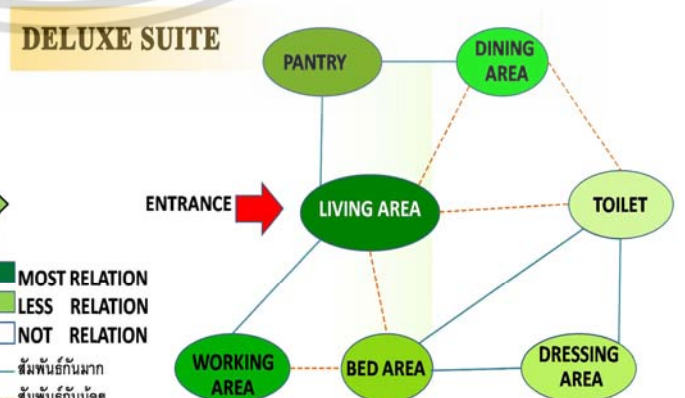 DELUXE SUITE
PANTRY
DINING
AREA
ENTRANCE
LIVING AREA
TOILET
MOST RELATION
LESS RELATION
NOT RELATION
สัมพันธ์กันมาก
WORKING
AREA
BED AREA
DRESSING
AREA